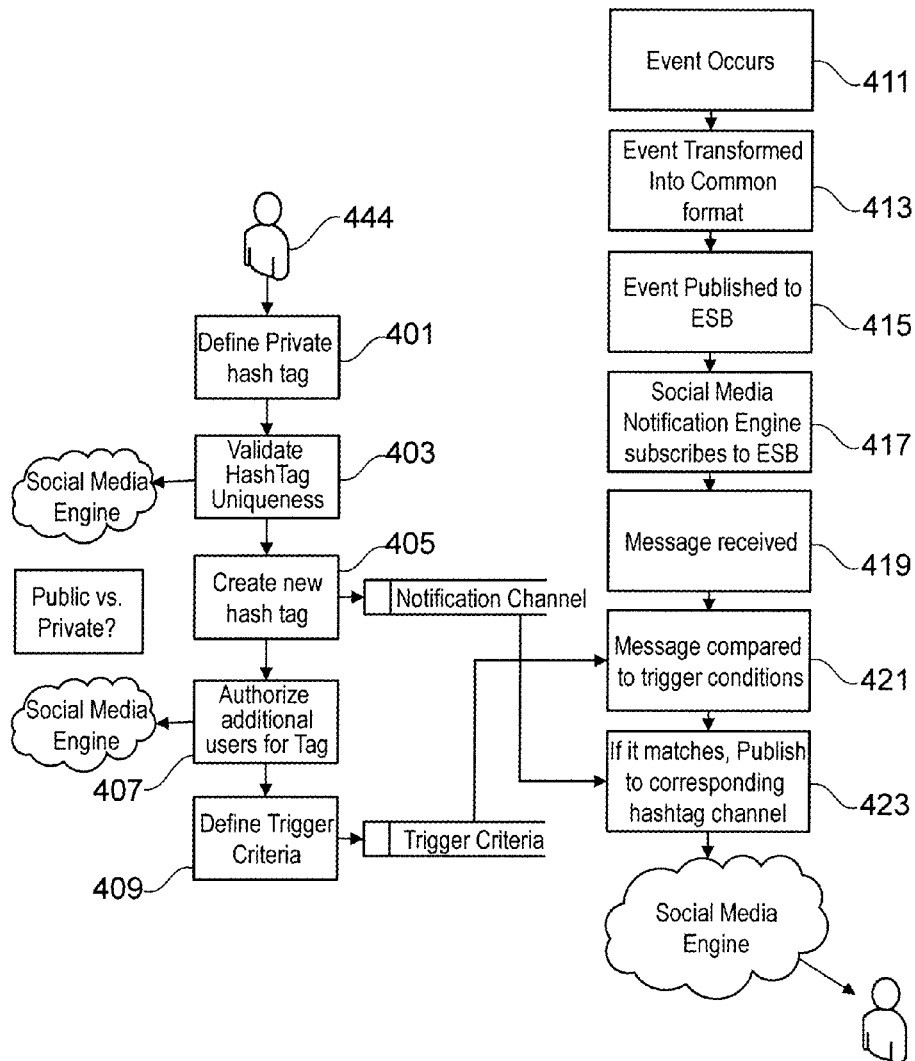 444
Define Private
hash tag
401
Validate
HashTag
Uniqueness
403
Social Media
Engine
405
Create new
hash tag
Notification Channel
Public vs.
Private?
Authorize
additional
users for Tag
407
Social Media
Engine
Define Trigger
Criteria
409
Trigger Criteria
Event Occurs
411
Event Transformed
Into Common
format
413
Event Published to
ESB
415
Social Media
Notification Engine
subscribes to ESB
417
Message received
419
Message compared
to trigger conditions
421
If it matches, Publish
to corresponding
hashtag channel
423
Social Media
Engine